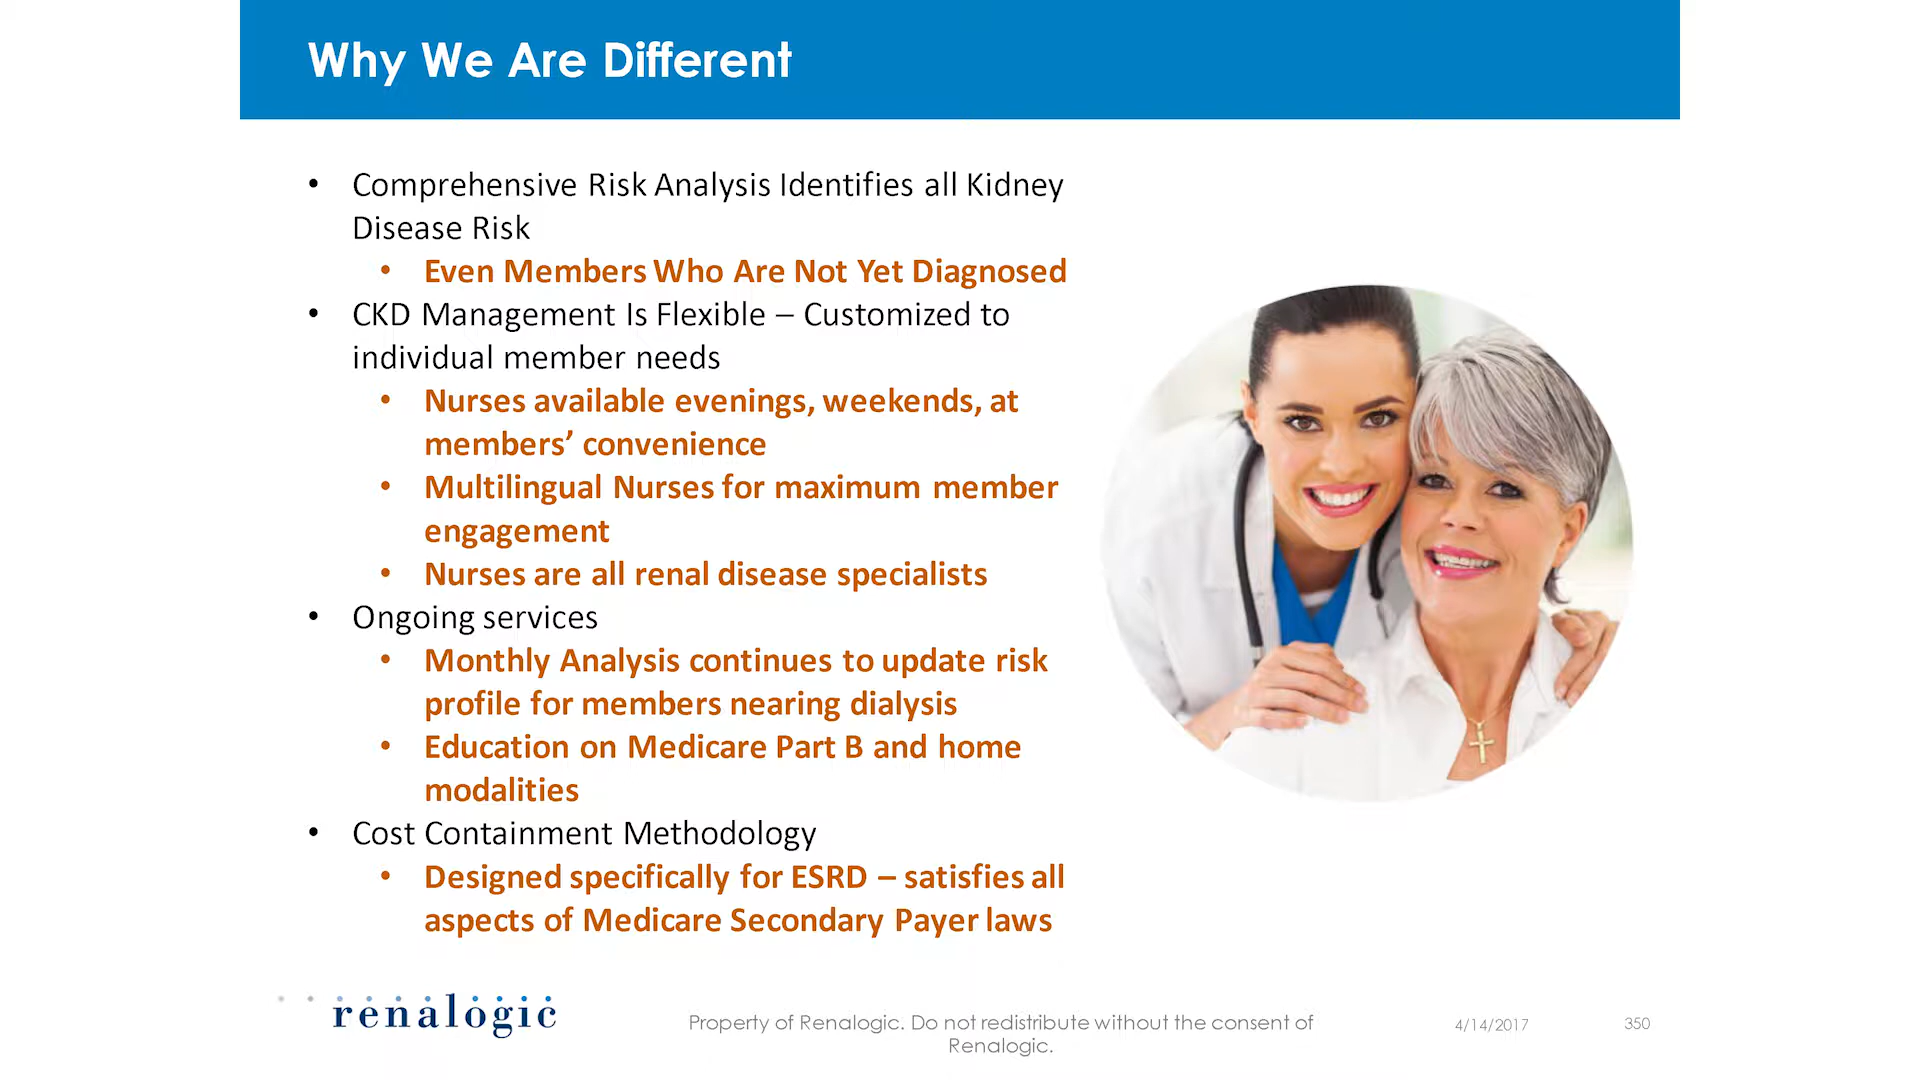 Why We Are Different
• Comprehensive Risk Analysis Identifies all Kidney
Disease Risk
• Even Members Who Are Not Yet Diagnosed
• CKD Management Is Flexible – Customized to
individual member needs
• Nurses available evenings, weekends, at
members’ convenience
• Multilingual Nurses for maximum member
engagement
• Nurses are all renal disease specialists
• Ongoing services
• Monthly Analysis continues to update risk
profile for members nearing dialysis
• Education on Medicare Part B and home
modalities
• Cost Containment Methodology
• Designed specifically for ESRD – satisfies all
aspects of Medicare Secondary Payer laws
renalogic
Property of Renalogic. Do not redistribute without the consent of
Renalogic.
4/14/2017
350